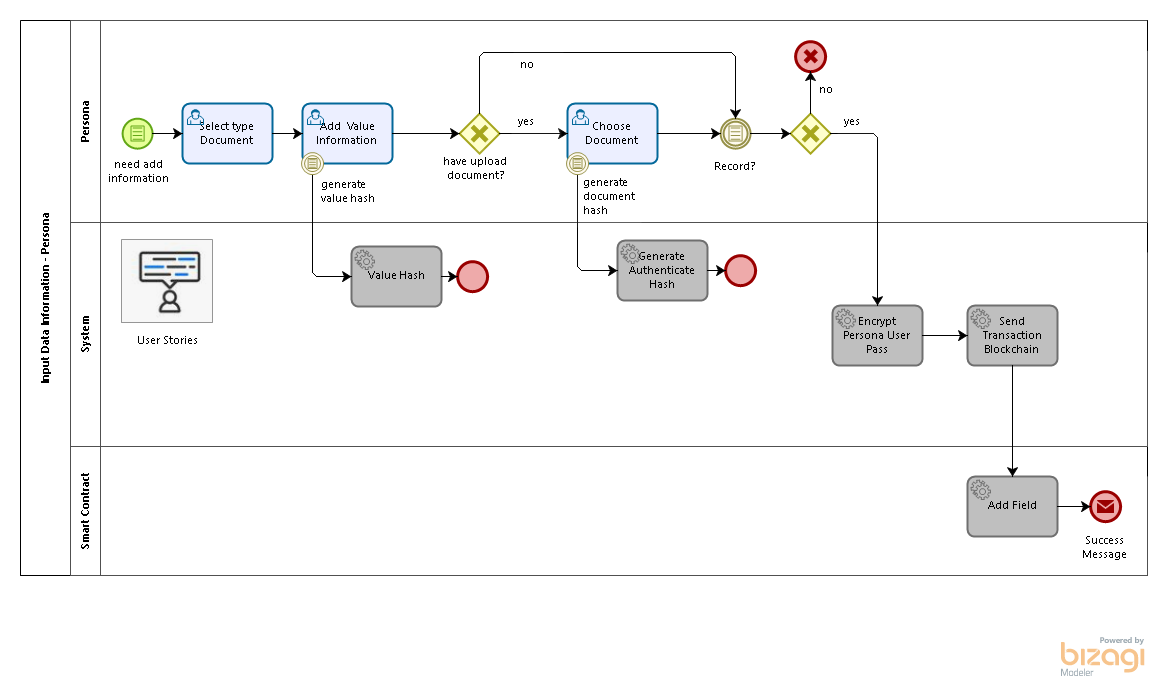 Input Data Information - Persona
Persona
need add
information
Select type
Document
Add Value
Information
generate
value hash
no
have upload
document?
yes
Choose
Document
generate
document
hash
Record?
no
yes
System
User Stories
Value Hash
Generate
Authenticate
Hash
Encrypt
Persona User
Pass
Send
Transaction
Blockchain
Smart Contract
Add Field
Success
Message
Powered by
bizagi
Modeler